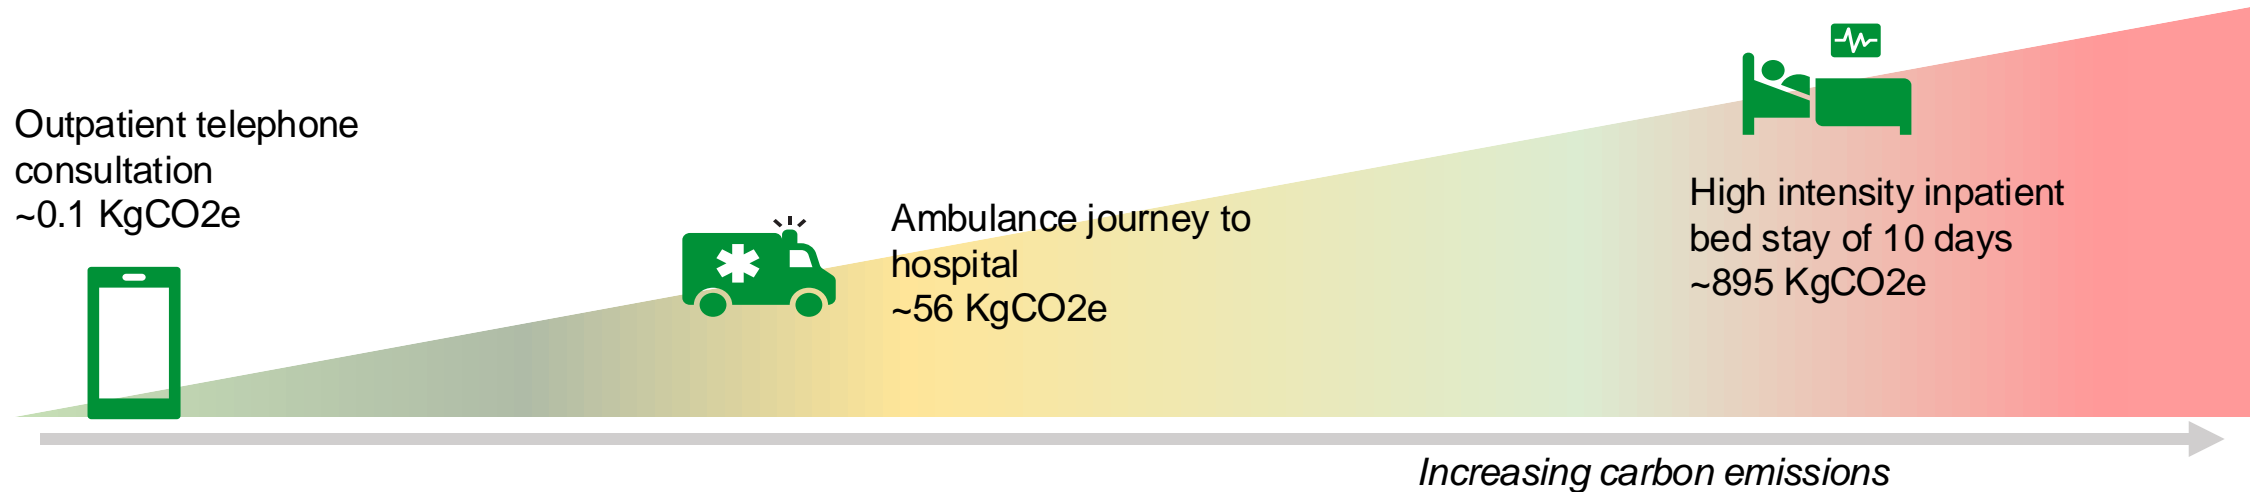 Outpatient telephone
consultation
~0.1 KgCO2e
Ambulance journey to
hospital
~56 KgCO2e
High intensity inpatient
bed stay of 10 days
~895 KgCO2e
Increasing carbon emissions